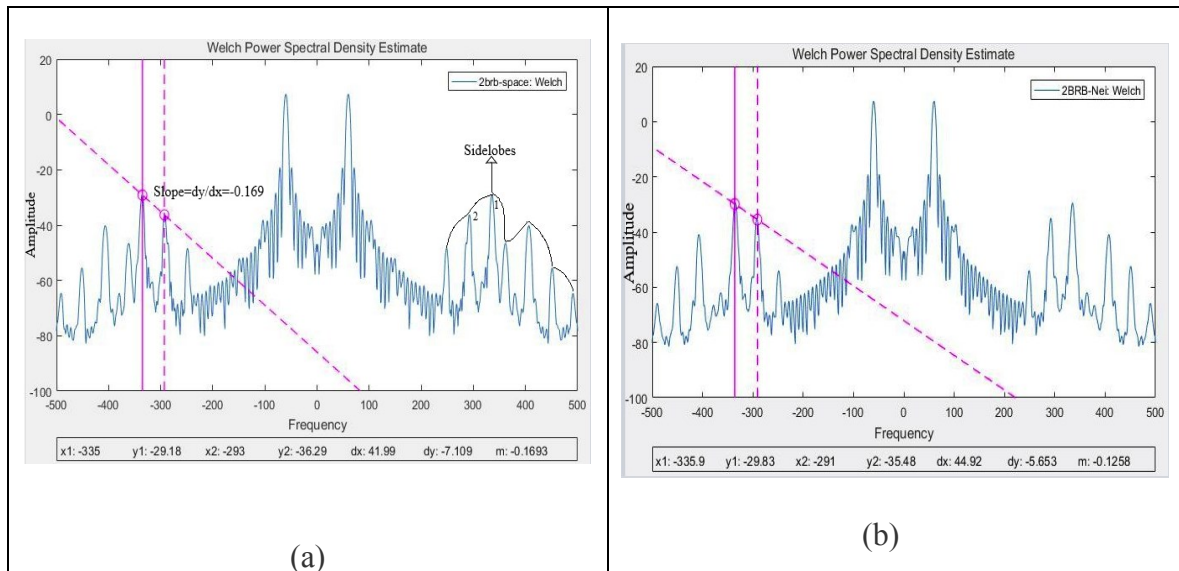 Welch Power Spectral Density Estimate
2brb-space: Welch
Sidelobes
Slope=dy/dx=-0.169
1
2
Amplitude
20
0
-20
-40
-60
-80
-100
-500 -400 -300 -200 -100 0 100 200 300 400 500
Frequency
x1: -335 y1: -29.18 x2: -293 y2: -36.29 dx: 41.99 dy: -7.109 m: -0.1693
(a)
Welch Power Spectral Density Estimate
2BRB-Nei: Welch
Amplitude
20
0
-20
-40
-60
-80
-100
-500 -400 -300 -200 -100 0 100 200 300 400 500
Frequency
x1: -335.9 y1: -29.83 x2: -291 y2: -35.48 dx: 44.92 dy: -5.653 m: -0.1258
(b)